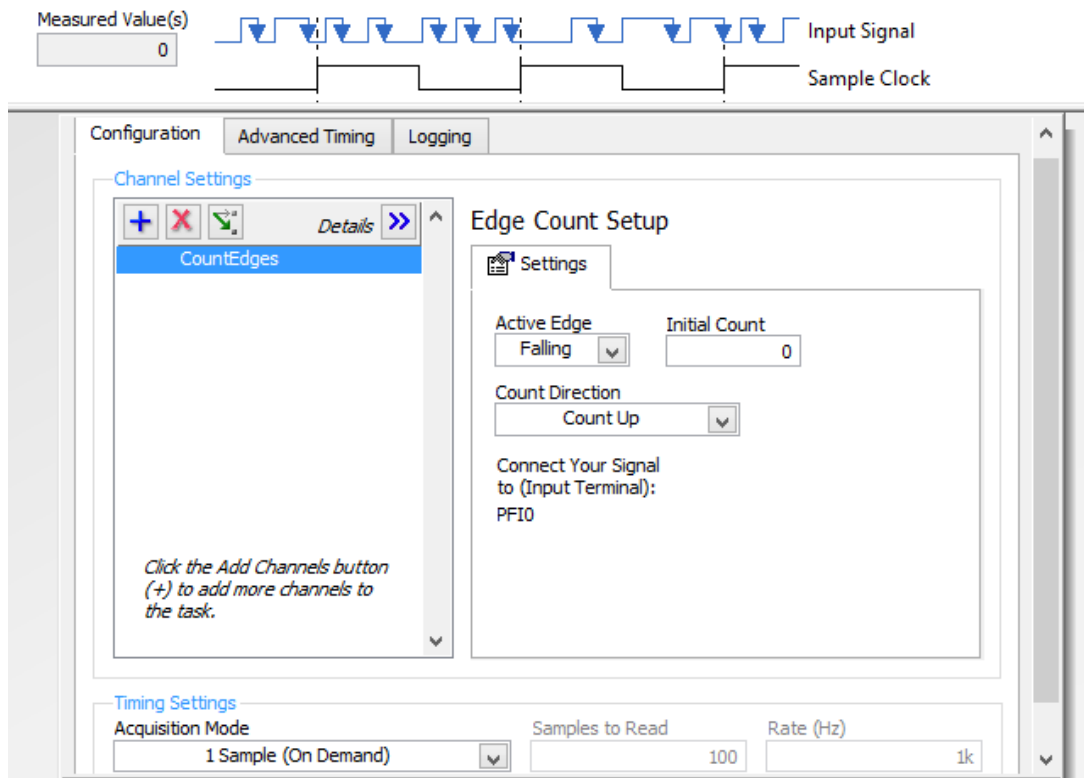 Measured Value(s)
0
Input Signal
Sample Clock
Configuration
Advanced Timing
Logging
Channel Settings
Details
CountEdges
Click the Add Channels button
(+) to add more channels to
the task.
Edge Count Setup
Settings
Active Edge
Initial Count
Falling
0
Count Direction
Count Up
Connect Your Signal
to (Input Terminal):
PFI0
Timing Settings
Acquisition Mode
Samples to Read
Rate (Hz)
1 Sample (On Demand)
100
1k